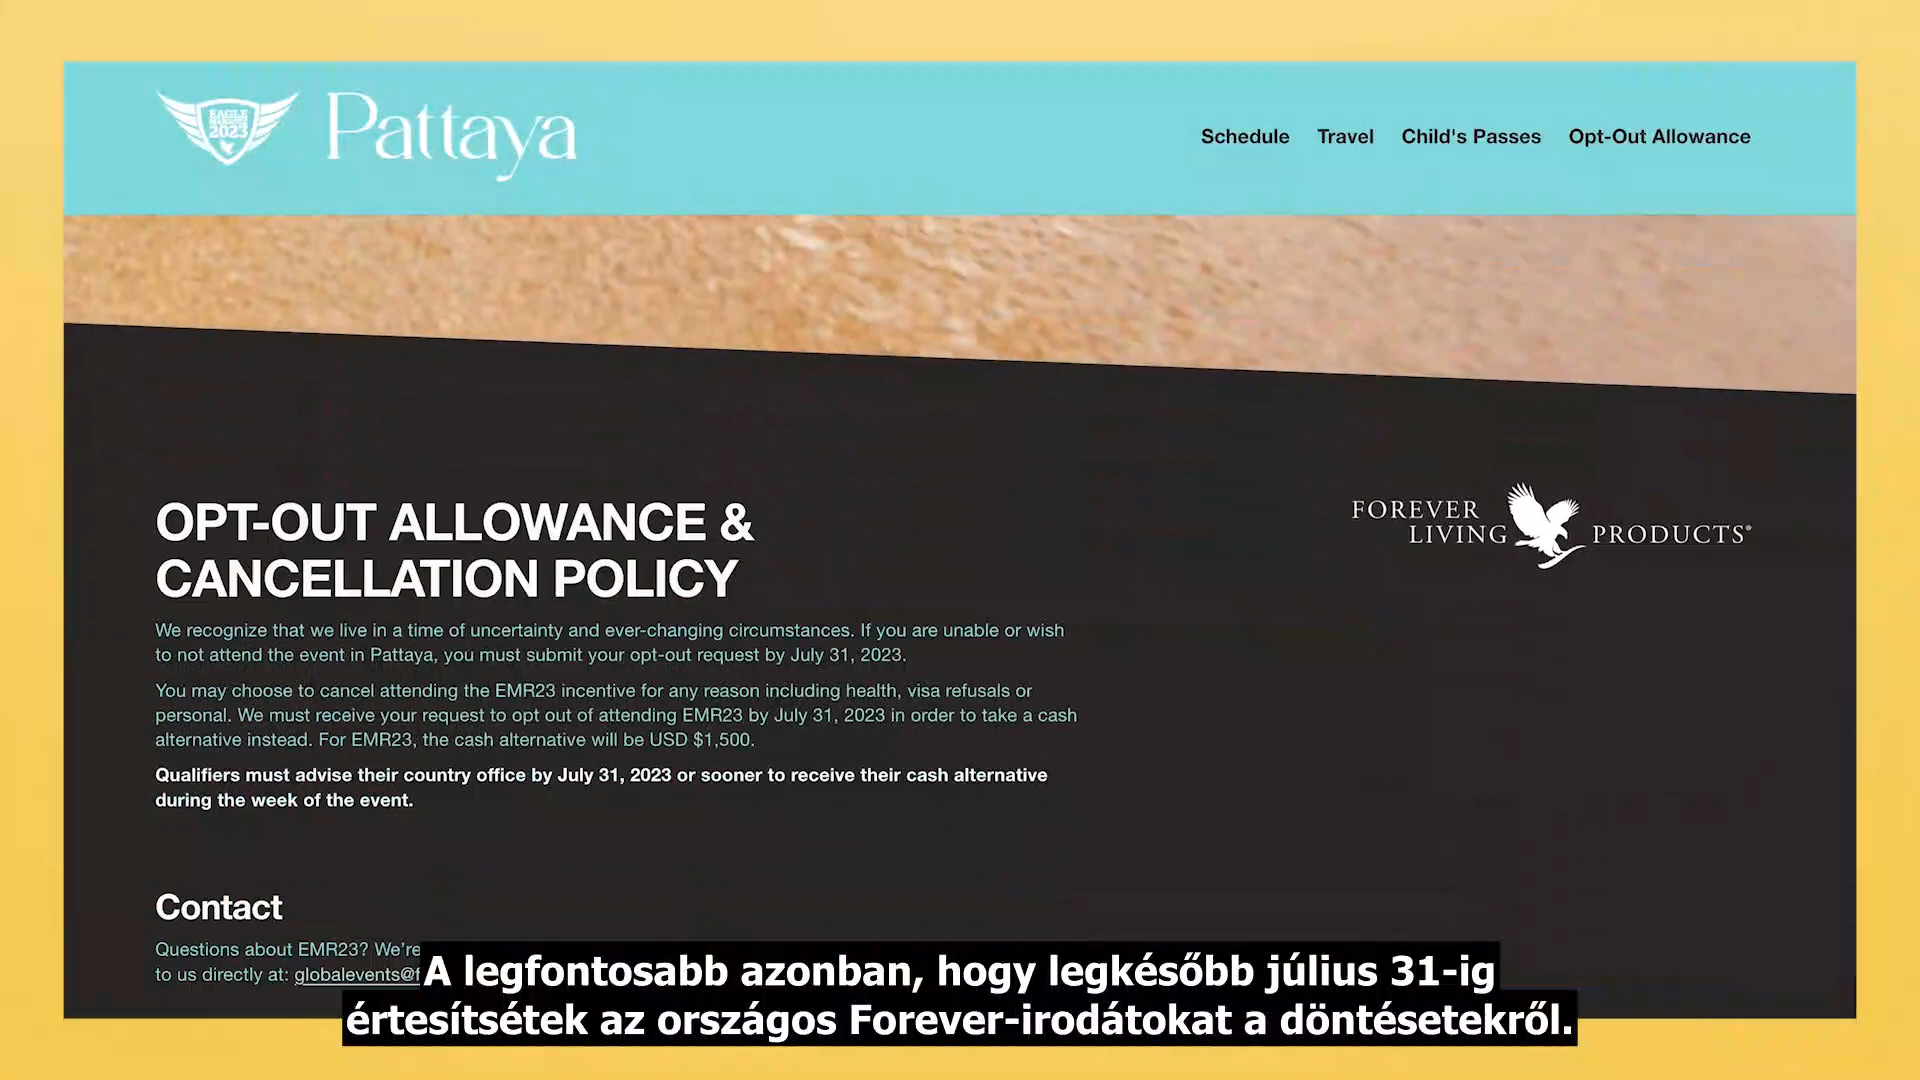 EAGLE
MANAGER
2023
Pattaya
Schedule Travel Child's Passes Opt-Out Allowance
OPT-OUT ALLOWANCE &
CANCELLATION POLICY
FOREVER
LIVING PRODUCTS®
We recognize that we live in a time of uncertainty and ever-changing circumstances. If you are unable or wish
to not attend the event in Pattaya, you must submit your opt-out request by July 31, 2023.
You may choose to cancel attending the EMR23 incentive for any reason including health, visa refusals or
personal. We must receive your request to opt out of attending EMR23 by July 31, 2023 in order to take a cash
alternative instead. For EMR23, the cash alternative will be USD $1,500.
Qualifiers must advise their country office by July 31, 2023 or sooner to receive their cash alternative
during the week of the event.
Contact
Questions about EMR23? We're
to us directly at: globalevents@f
A legfontosabb azonban, hogy legkésőbb július 31-ig
értesítsétek az országos Forever-irodátokat a döntésetekről.